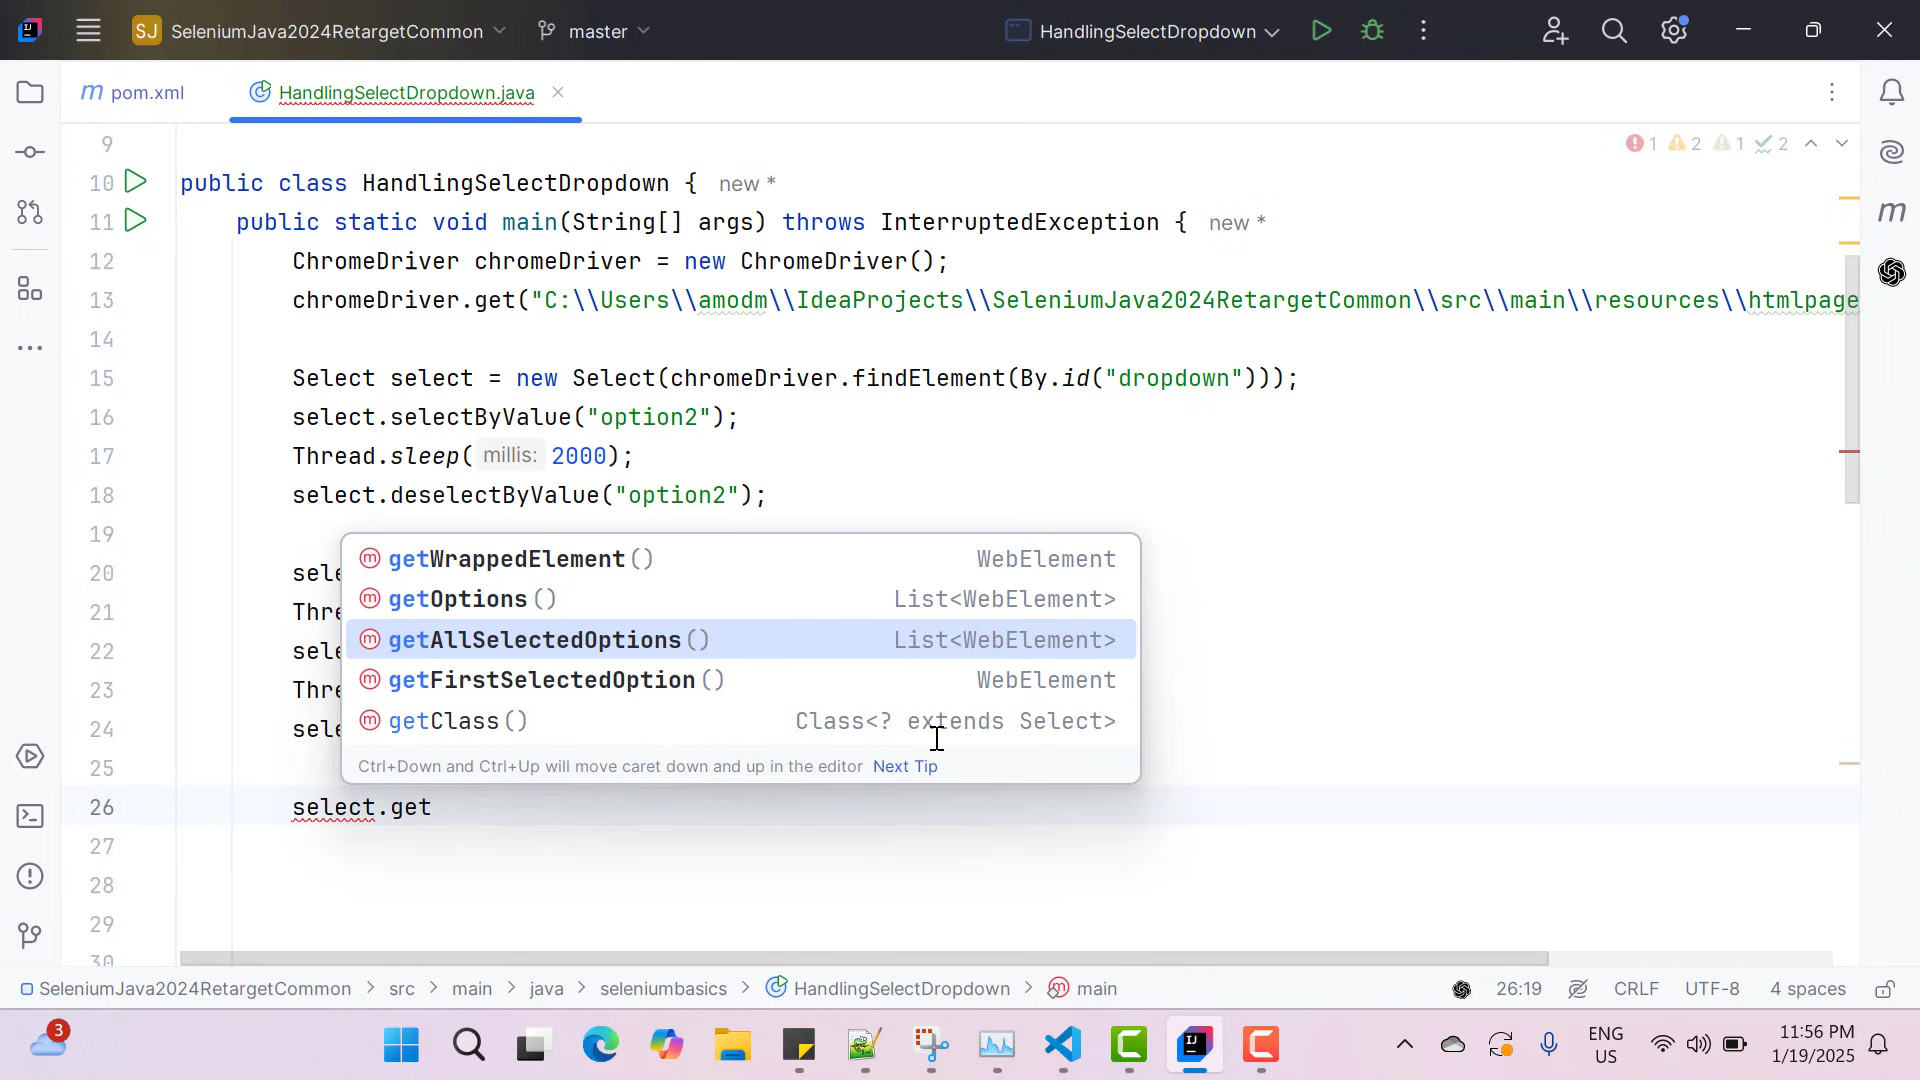 SJ SeleniumJava2024RetargetCommon master HandlingSelectDropdown
m pom.xml HandlingSelectDropdown.java
9 1 2 1 2
10 public class HandlingSelectDropdown { new *
11 public static void main(String[] args) throws InterruptedException { new *
12 ChromeDriver chromeDriver = new ChromeDriver();
13 chromeDriver.get("C:\\Users\\amodm\\IdeaProjects\\SeleniumJava2024RetargetCommon\\src\\main\\resources\\htmlpage
14
15 Select select = new Select(chromeDriver.findElement(By.id("dropdown")));
16 select.selectByValue("option2");
17 Thread.sleep( millis: 2000);
18 select.deselectByValue("option2");
19
getWrappedElement() WebElement
20 sele
getOptions() List<WebElement>
21 Thre
getAllSelectedOptions() List<WebElement>
22 sele
getFirstSelectedOption() WebElement
23 Thre
getClass() Class<? extends Select>
24 sele
25 Ctrl+Down and Ctrl+Up will move caret down and up in the editor Next Tip
26 select.get
27
28
29
30
SeleniumJava2024RetargetCommon > src > main > java > seleniumbasics > HandlingSelectDropdown > main 26:19 CRLF UTF-8 4 spaces
3 ENG US 11:56 PM 1/19/2025